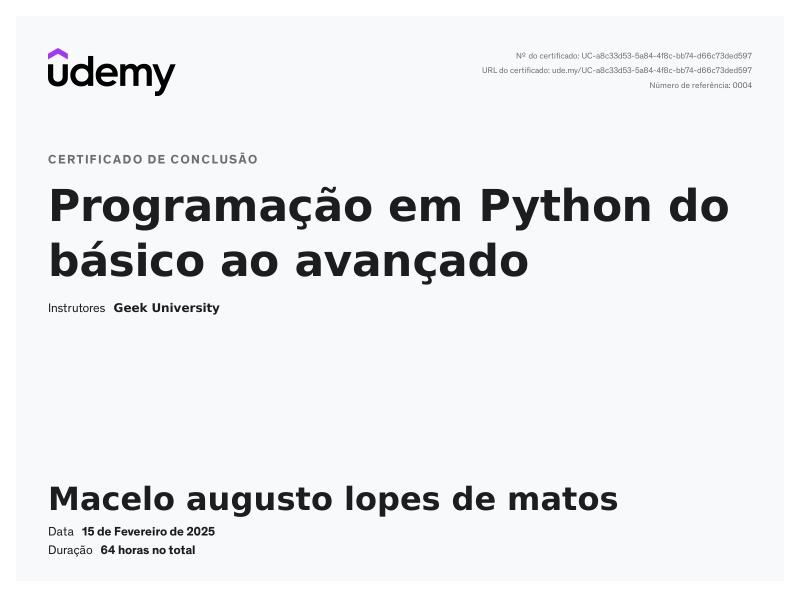 udemy
Nº do certificado: UC-a8c33d53-5a84-4f8c-bb74-d66c73ded597
URL do certificado: ude.my/UC-a8c33d53-5a84-4f8c-bb74-d66c73ded597
Número de referência: 0004
CERTIFICADO DE CONCLUSÃO
Programação em Python do
básico ao avançado
Instrutores Geek University
Macelo augusto lopes de matos
Data 15 de Fevereiro de 2025
Duração 64 horas no total